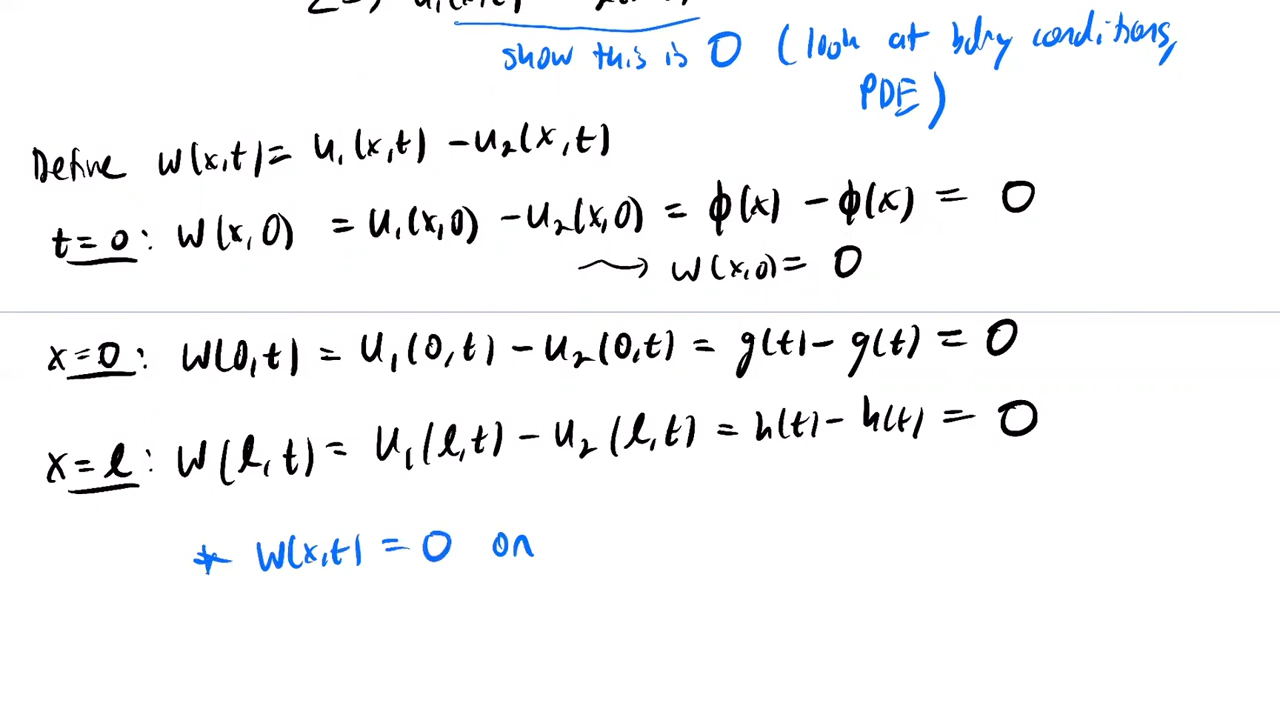 show this is 0 (look at bdry conditions,
PDE)
Define w(x,t) = u₁(x,t) - u₂(x,t)
t=0: w(x,0) = u₁(x,0) - u₂(x,0) = ϕ(x) - ϕ(x) = 0
⟶ w(x,0) = 0
x=0: w(0,t) = u₁(0,t) - u₂(0,t) = g(t) - g(t) = 0
x=ℓ: w(ℓ,t) = u₁(ℓ,t) - u₂(ℓ,t) = h(t) - h(t) = 0
* w(x,t) = 0 on